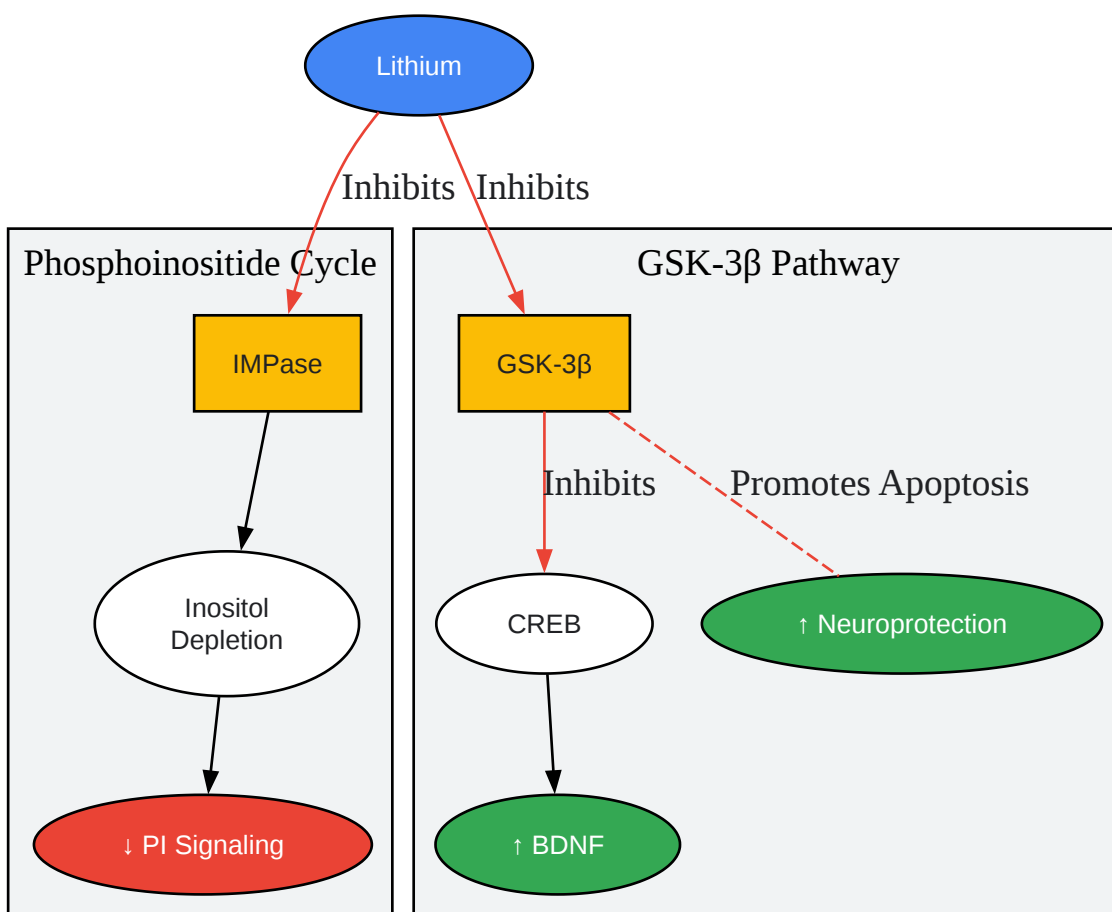 Lithium
Inhibits
Inhibits
Phosphoinositide Cycle
GSK-3β Pathway
IMPase
GSK-3β
Inhibits
Promotes Apoptosis
Inositol
Depletion
CREB
↑ Neuroprotection
↓ PI Signaling
↑ BDNF